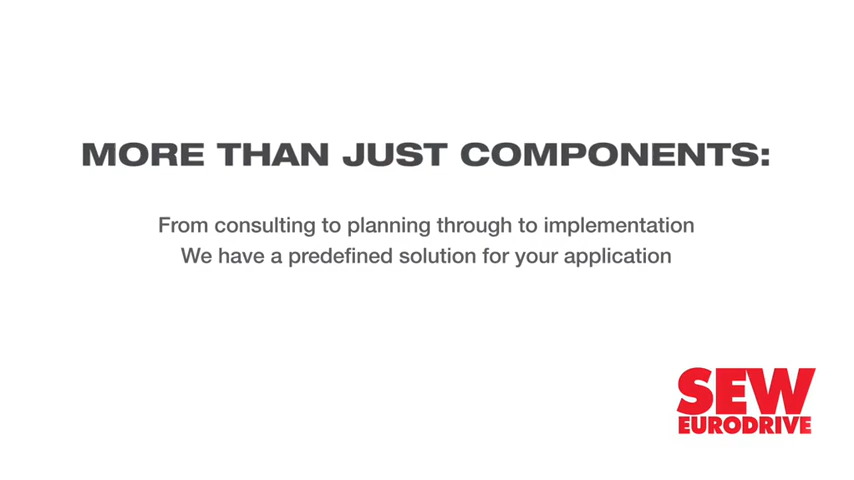 MORE THAN JUST COMPONENTS:
From consulting to planning through to implementation
We have a predefined solution for your application
SEW
EURODRIVE